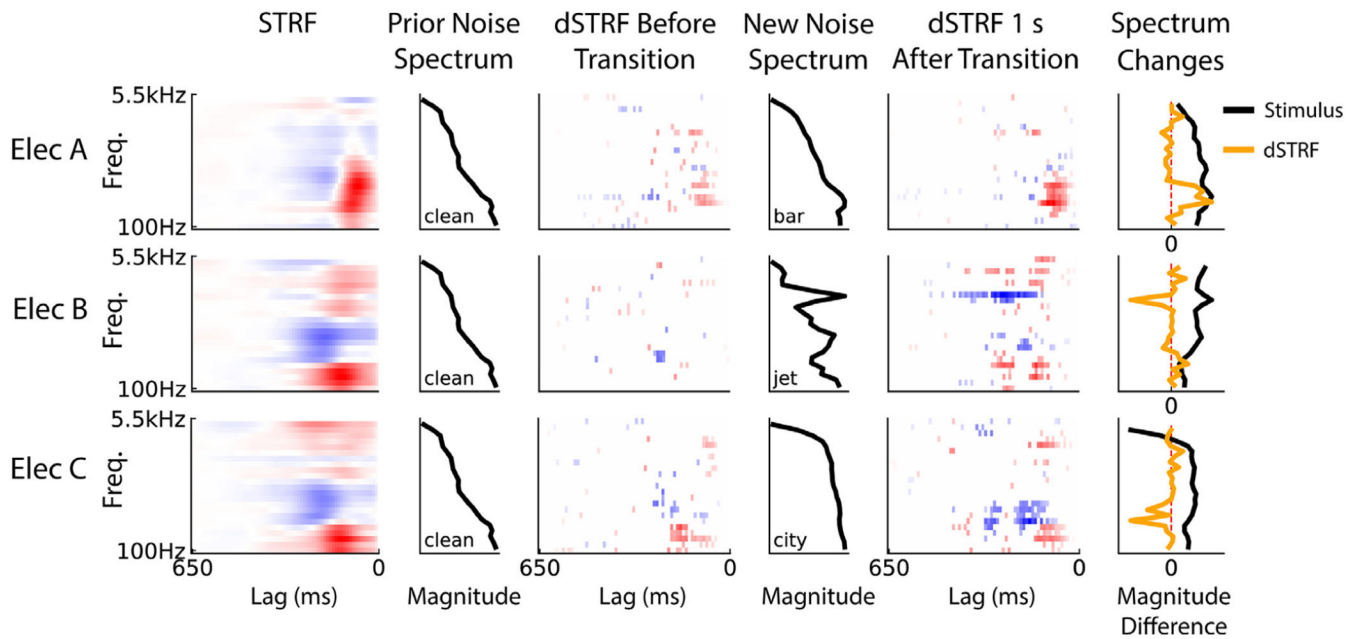 STRF
Prior Noise
Spectrum
dSTRF Before
Transition
New Noise
Spectrum
dSTRF 1 s
After Transition
Spectrum
Changes
Elec A
Freq.
5.5kHz
100Hz
clean
bar
0
Stimulus
dSTRF
Elec B
Freq.
5.5kHz
100Hz
clean
jet
0
Elec C
Freq.
5.5kHz
100Hz
clean
city
650
0
650
0
650
0
0
Lag (ms)
Magnitude
Lag (ms)
Magnitude
Lag (ms)
Magnitude
Difference